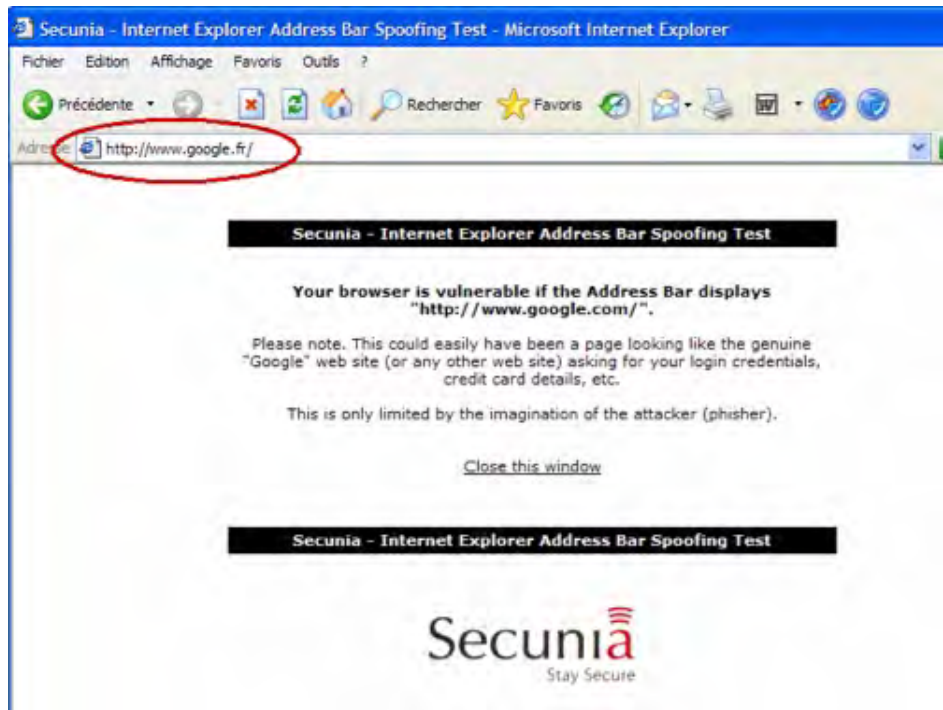 Secunia - Internet Explorer Address Bar Spoofing Test - Microsoft Internet Explorer
Fichier Edition Affichage Favoris Outils ?
Précédente Rechercher Favoris W
Adresse http://www.google.fr/
Secunia - Internet Explorer Address Bar Spoofing Test
Your browser is vulnerable if the Address Bar displays
"http://www.google.com/".
Please note. This could easily have been a page looking like the genuine
"Google" web site (or any other web site) asking for your login credentials,
credit card details, etc.
This is only limited by the imagination of the attacker (phisher).
Close this window
Secunia - Internet Explorer Address Bar Spoofing Test
Secunia
Stay Secure